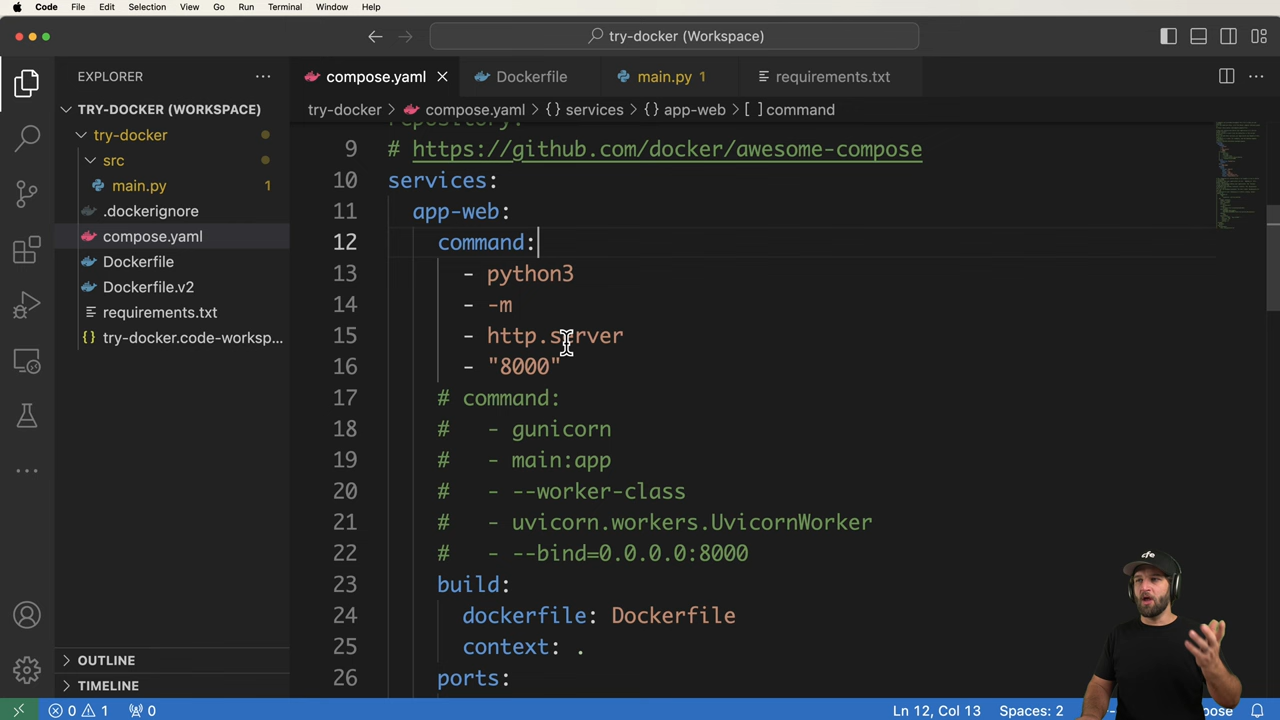 Code File Edit Selection View Go Run Terminal Window Help
try-docker (Workspace)
EXPLORER
compose.yaml Dockerfile main.py 1 requirements.txt
TRY-DOCKER (WORKSPACE)
try-docker
src
main.py 1
.dockerignore
compose.yaml
Dockerfile
Dockerfile.v2
requirements.txt
try-docker.code-worksp...
OUTLINE
TIMELINE
try-docker > compose.yaml > {} services > {} app-web > [ ] command
repository:
9 # https://github.com/docker/awesome-compose
10 services:
11 app-web:
12 command:
13 - python3
14 - -m
15 - http.server
16 - "8000"
17 # command:
18 # - gunicorn
19 # - main:app
20 # - --worker-class
21 # - uvicorn.workers.UvicornWorker
22 # - --bind=0.0.0.0:8000
23 build:
24 dockerfile: Dockerfile
25 context: .
26 ports:
cfe
0 1 0 Ln 12, Col 13 Spaces: 2